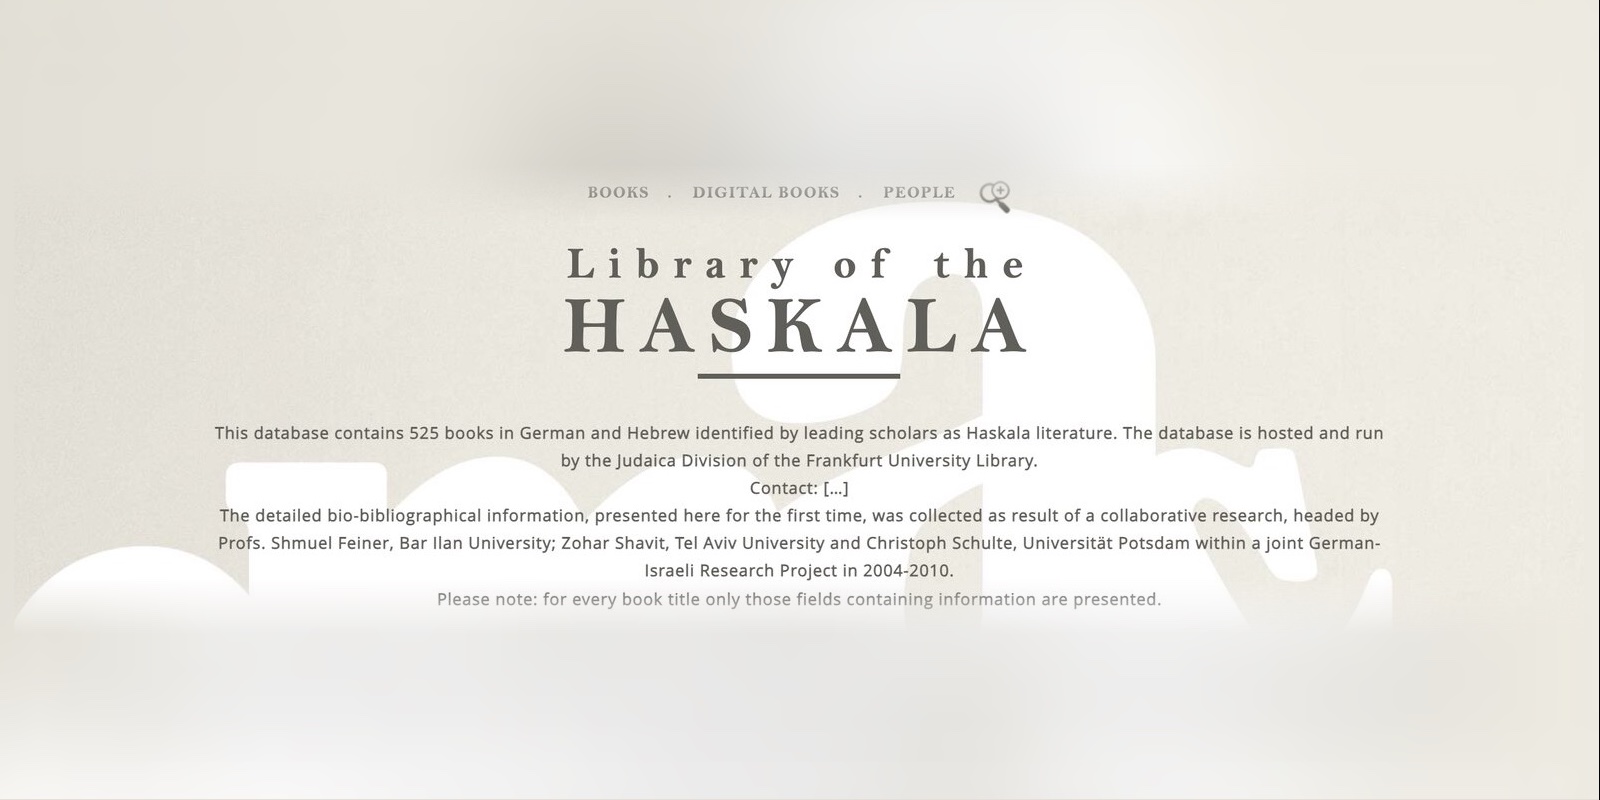 BOOKS . DIGITAL BOOKS . PEOPLE
Library of the
HASKALA
This database contains 525 books in German and Hebrew identified by leading scholars as Haskala literature. The database is hosted and run
by the Judaica Division of the Frankfurt University Library.
Contact: [...]
The detailed bio-bibliographical information, presented here for the first time, was collected as result of a collaborative research, headed by
Profs. Shmuel Feiner, Bar Ilan University; Zohar Shavit, Tel Aviv University and Christoph Schulte, Universität Potsdam within a joint German-
Israeli Research Project in 2004-2010.
Please note: for every book title only those fields containing information are presented.